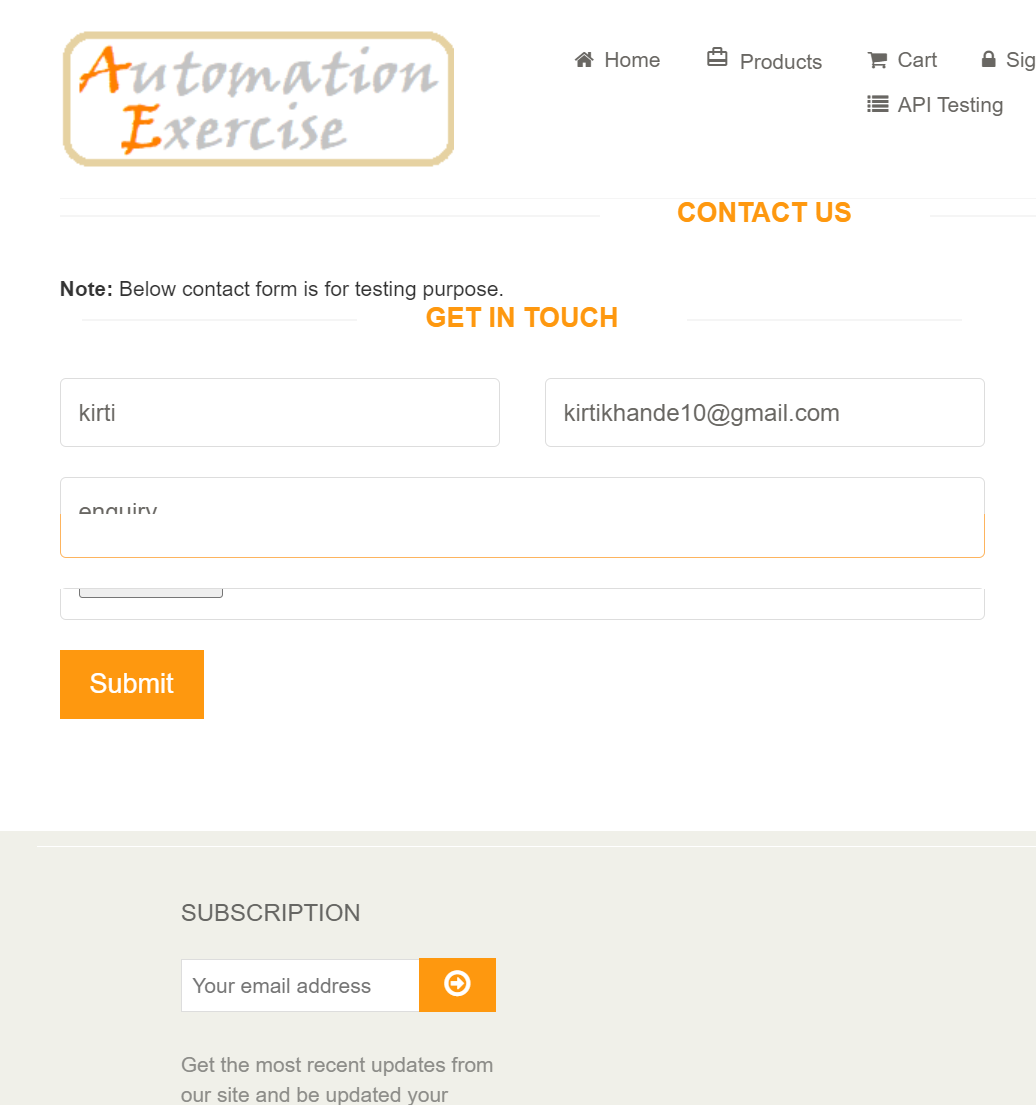 Automation
Exercise
Home
Products
Cart
Sig
API Testing
CONTACT US
Note: Below contact form is for testing purpose.
GET IN TOUCH
kirti
kirtikhande10@gmail.com
enquiry
Submit
SUBSCRIPTION
Your email address
Get the most recent updates from
our site and be updated your